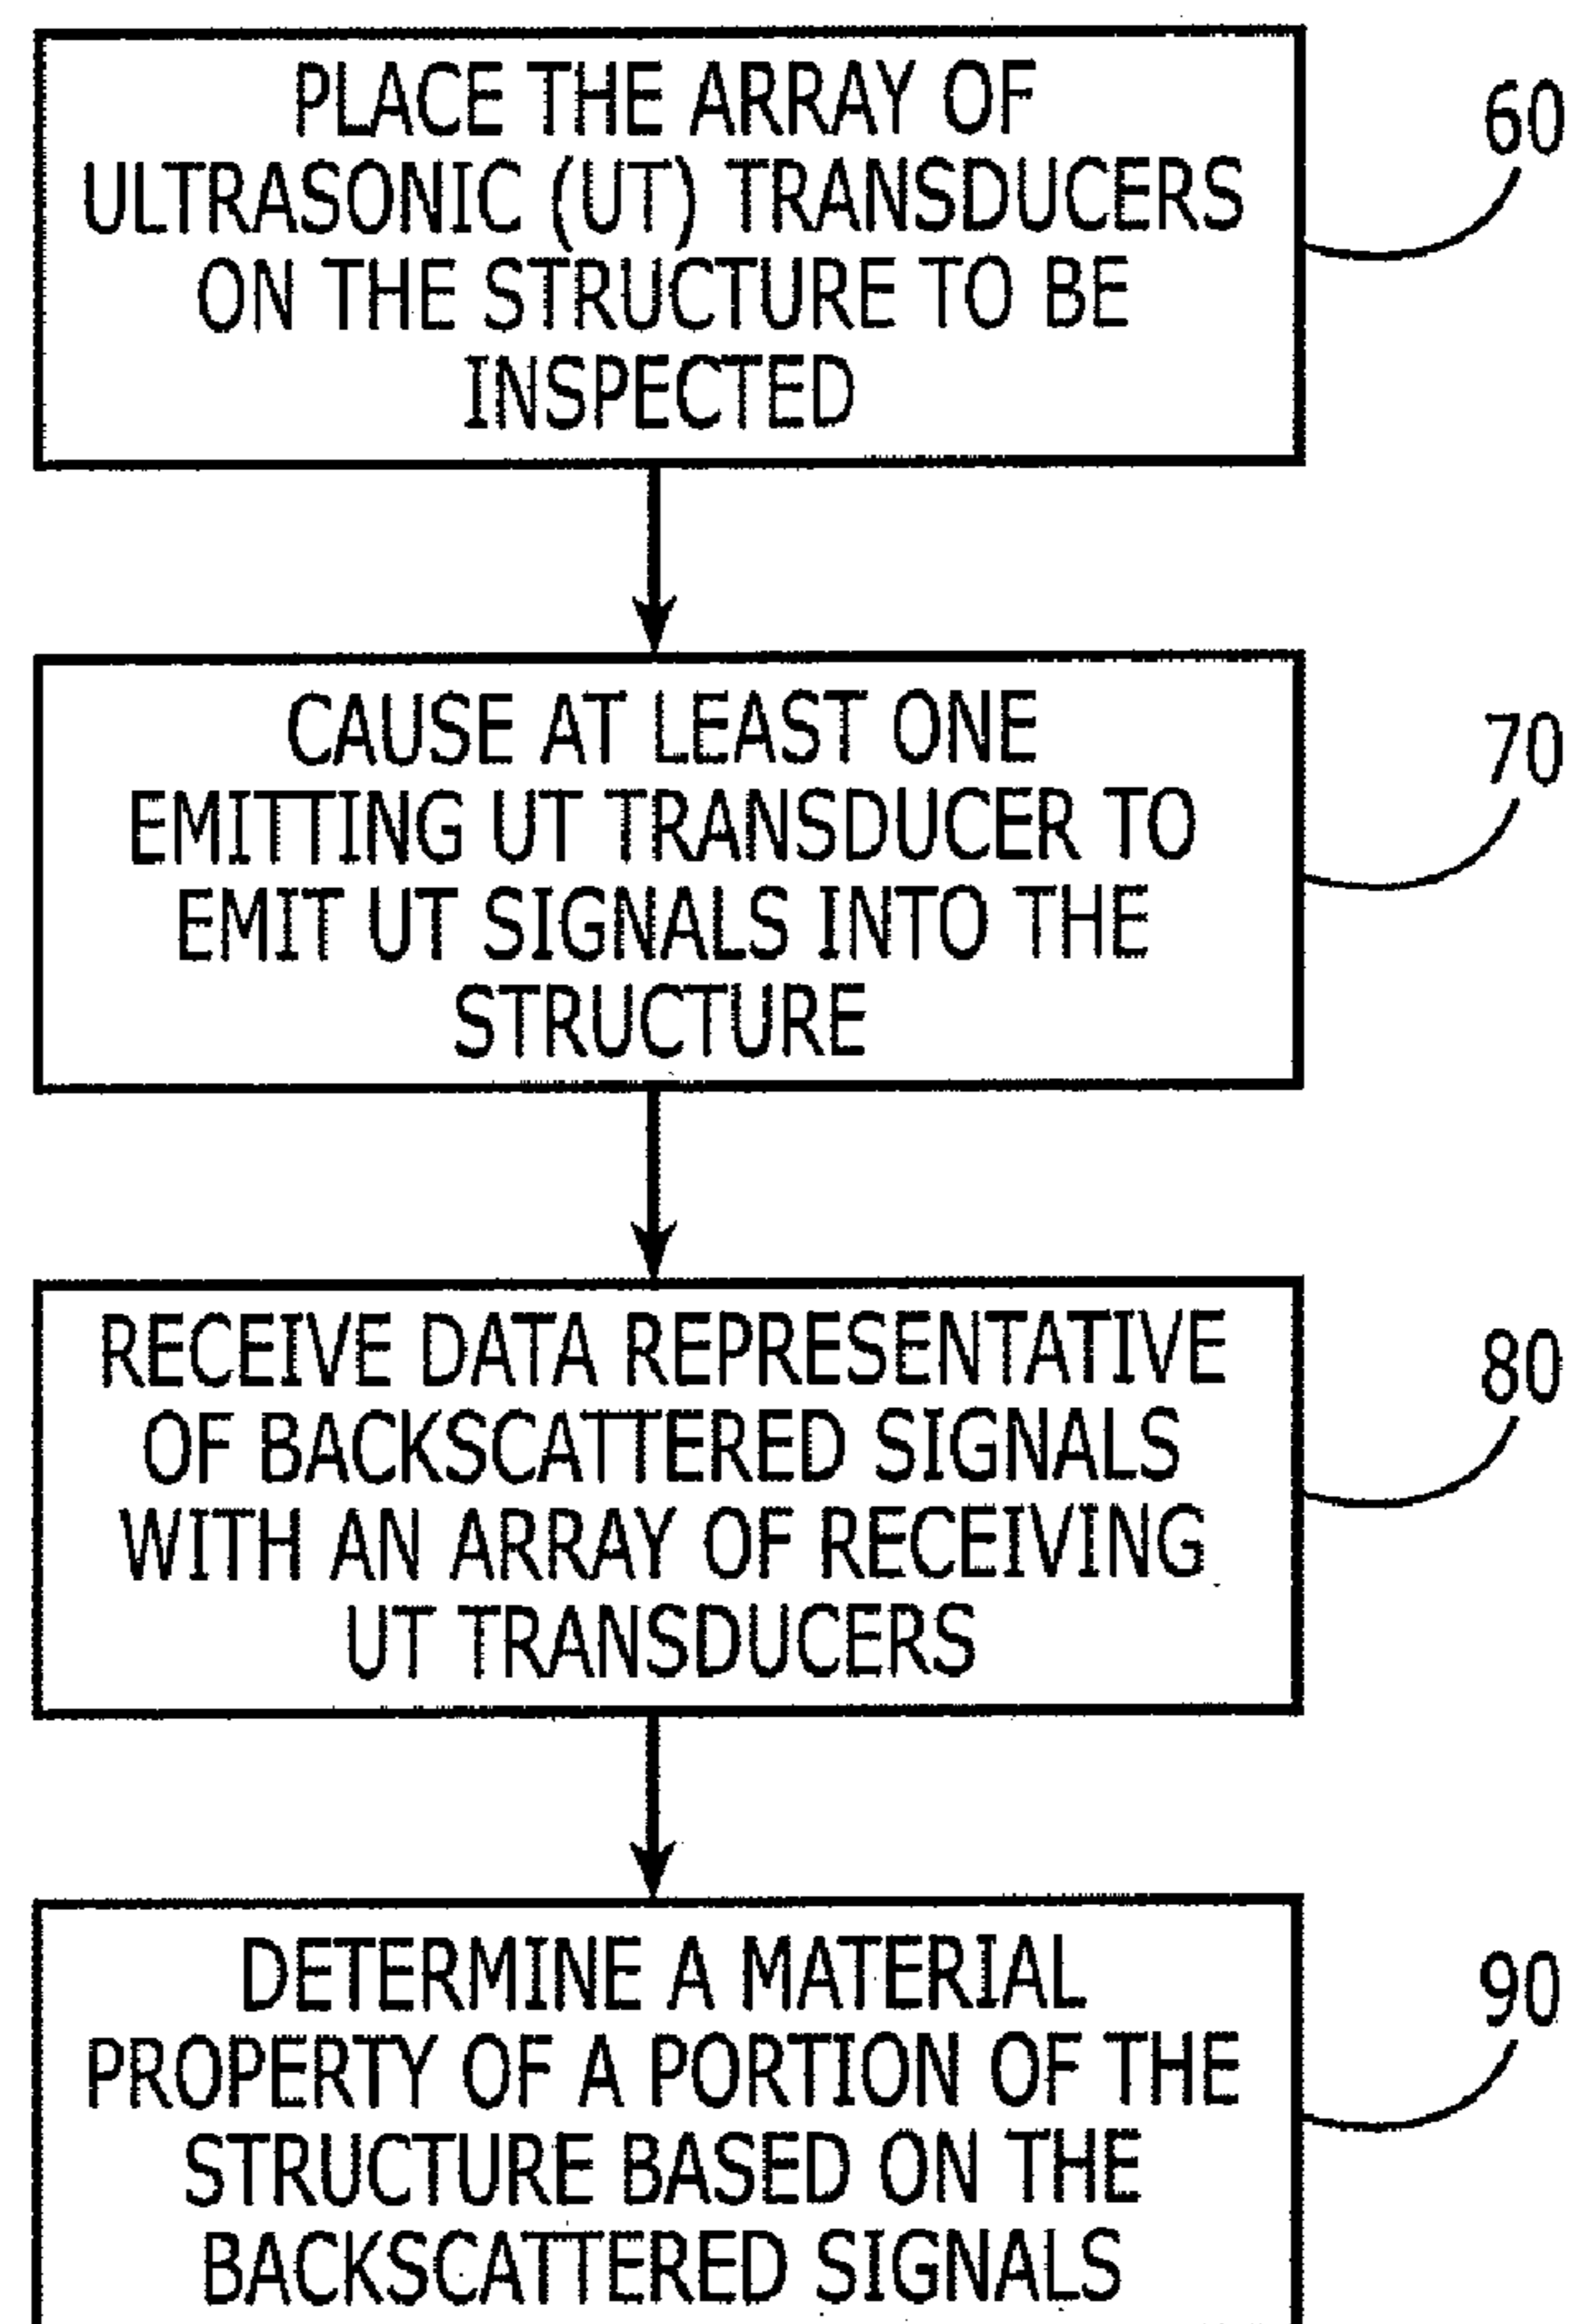 PLACE THE ARRAY OF
ULTRASONIC (UT) TRANSDUCERS
ON THE STRUCTURE TO BE
INSPECTED
60
CAUSE AT LEAST ONE
EMITTING UT TRANSDUCER TO
EMIT UT SIGNALS INTO THE
STRUCTURE
70
RECEIVE DATA REPRESENTATIVE
OF BACKSCATTERED SIGNALS
WITH AN ARRAY OF RECEIVING
UT TRANSDUCERS
80
DETERMINE A MATERIAL
PROPERTY OF A PORTION OF THE
STRUCTURE BASED ON THE
BACKSCATTERED SIGNALS
90